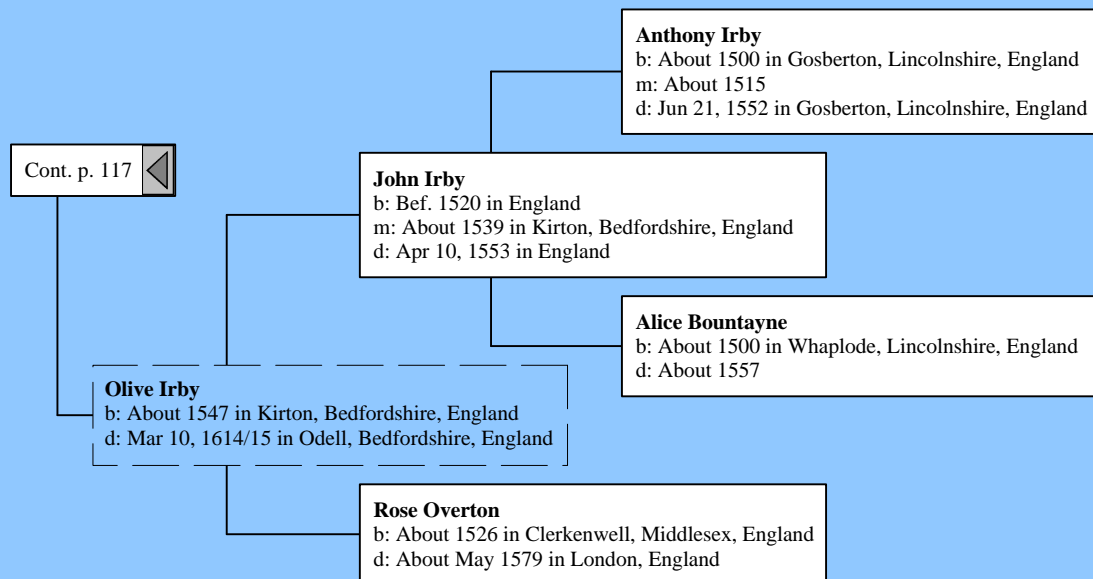 Anthony Irby
b: About 1500 in Gosberton, Lincolnshire, England
m: About 1515
d: Jun 21, 1552 in Gosberton, Lincolnshire, England
Cont. p. 117
John Irby
b: Bef. 1520 in England
m: About 1539 in Kirton, Bedfordshire, England
d: Apr 10, 1553 in England
Alice Bountayne
b: About 1500 in Whaplode, Lincolnshire, England
d: About 1557
Olive Irby
b: About 1547 in Kirton, Bedfordshire, England
d: Mar 10, 1614/15 in Odell, Bedfordshire, England
Rose Overton
b: About 1526 in Clerkenwell, Middlesex, England
d: About May 1579 in London, England